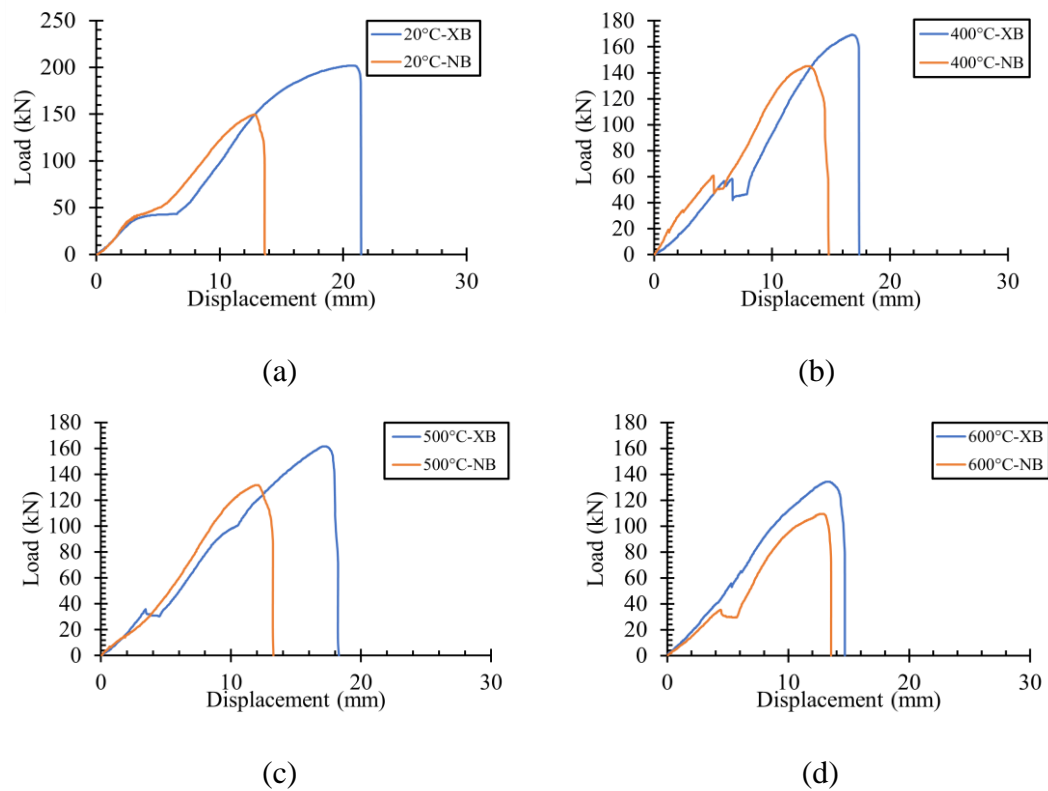 250
200
150
100
50
0
Load (kN)
0
10
20
30
Displacement (mm)
20°C-XB
20°C-NB
(a)
180
160
140
120
100
80
60
40
20
0
Load (kN)
0
10
20
30
Displacement (mm)
400°C-XB
400°C-NB
(b)
180
160
140
120
100
80
60
40
20
0
Load (kN)
0
10
20
30
Displacement (mm)
500°C-XB
500°C-NB
(c)
180
160
140
120
100
80
60
40
20
0
Load (kN)
0
10
20
30
Displacement (mm)
600°C-XB
600°C-NB
(d)